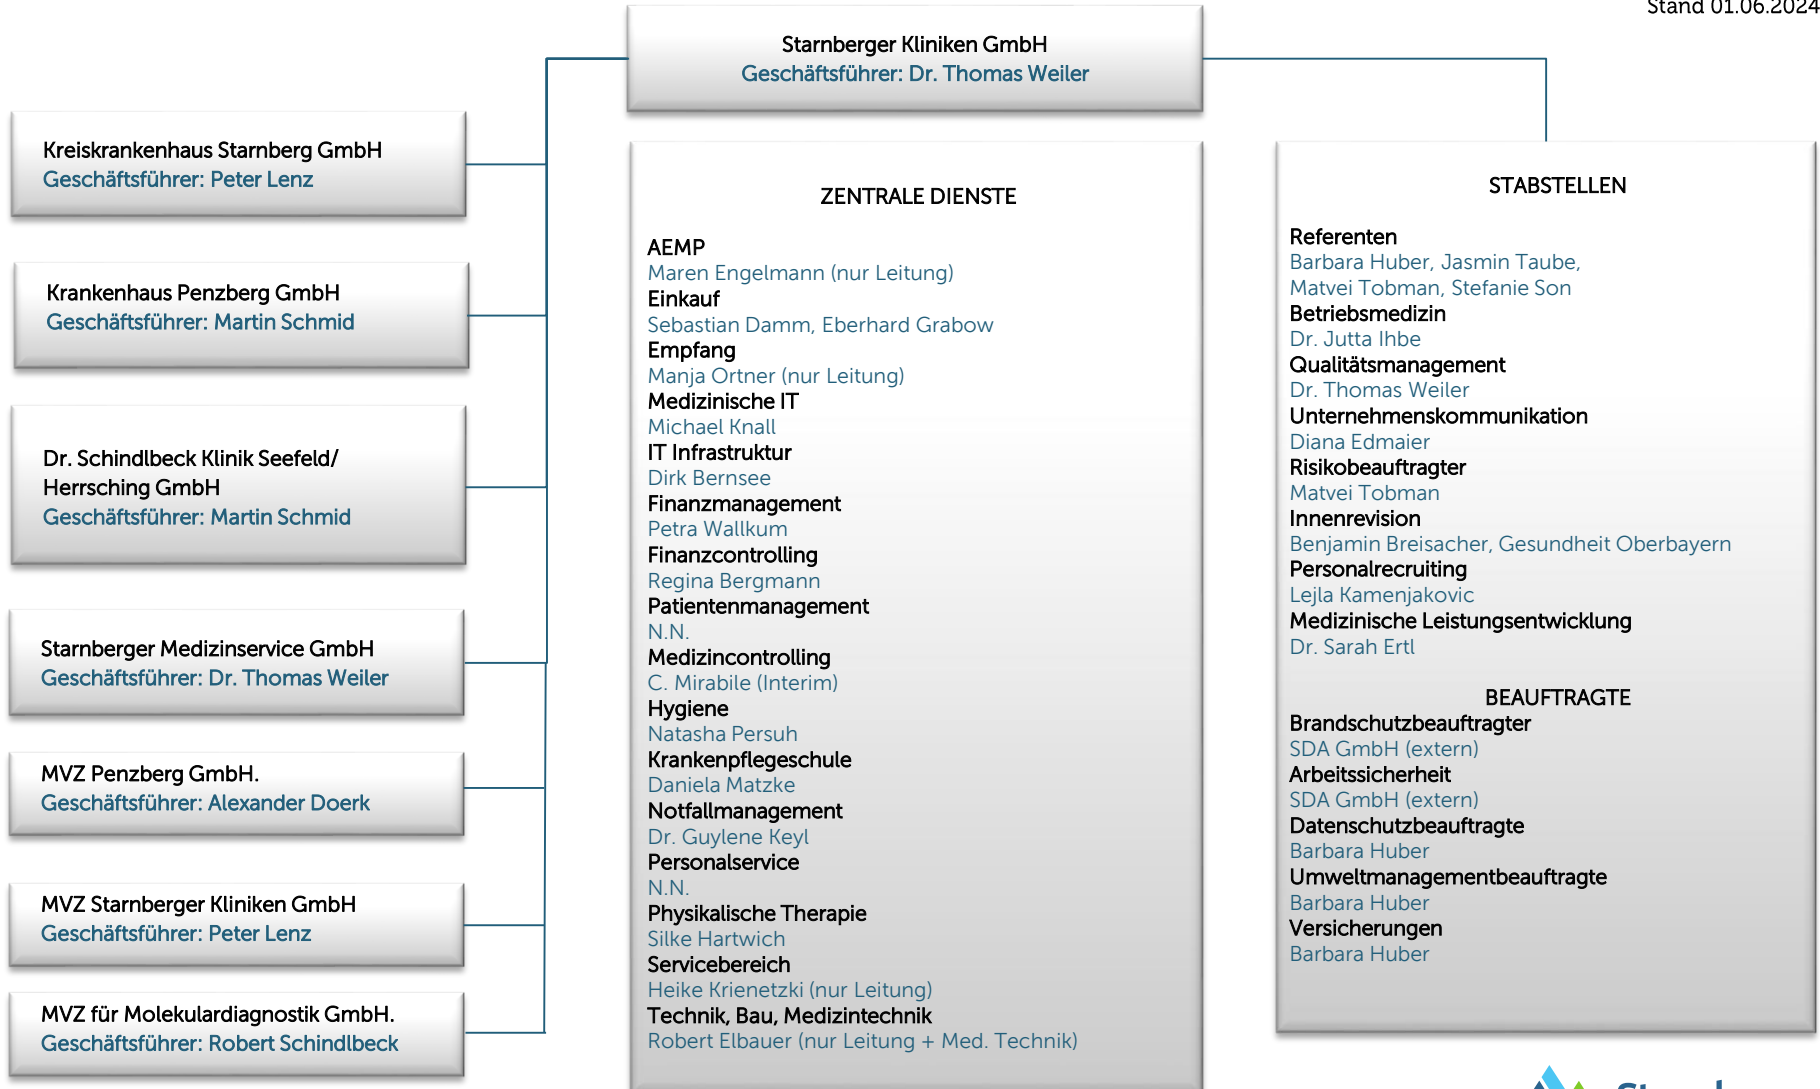 Stand 01.06.2024
Starnberger Kliniken GmbH
Geschäftsführer: Dr. Thomas Weiler
Kreiskrankenhaus Starnberg GmbH
Geschäftsführer: Peter Lenz
Krankenhaus Penzberg GmbH
Geschäftsführer: Martin Schmid
Dr. Schindlbeck Klinik Seefeld/
Herrsching GmbH
Geschäftsführer: Martin Schmid
Starnberger Medizinservice GmbH
Geschäftsführer: Dr. Thomas Weiler
MVZ Penzberg GmbH.
Geschäftsführer: Alexander Doerk
MVZ Starnberger Kliniken GmbH
Geschäftsführer: Peter Lenz
MVZ für Molekulardiagnostik GmbH.
Geschäftsführer: Robert Schindlbeck
ZENTRALE DIENSTE
AEMP
Maren Engelmann (nur Leitung)
Einkauf
Sebastian Damm, Eberhard Grabow
Empfang
Manja Ortner (nur Leitung)
Medizinische IT
Michael Knall
IT Infrastruktur
Dirk Bernsee
Finanzmanagement
Petra Wallkum
Finanzcontrolling
Regina Bergmann
Patientenmanagement
N.N.
Medizincontrolling
C. Mirabile (Interim)
Hygiene
Natasha Persuh
Krankenpflegeschule
Daniela Matzke
Notfallmanagement
Dr. Guylene Keyl
Personalservice
N.N.
Physikalische Therapie
Silke Hartwich
Servicebereich
Heike Krienetzki (nur Leitung)
Technik, Bau, Medizintechnik
Robert Elbauer (nur Leitung + Med. Technik)
STABSTELLEN
Referenten
Barbara Huber, Jasmin Taube,
Matvei Tobman, Stefanie Son
Betriebsmedizin
Dr. Jutta Ihbe
Qualitätsmanagement
Dr. Thomas Weiler
Unternehmenskommunikation
Diana Edmaier
Risikobeauftragter
Matvei Tobman
Innenrevision
Benjamin Breisacher, Gesundheit Oberbayern
Personalrecruiting
Lejla Kamenjakovic
Medizinische Leistungsentwicklung
Dr. Sarah Ertl
BEAUFTRAGTE
Brandschutzbeauftragter
SDA GmbH (extern)
Arbeitssicherheit
SDA GmbH (extern)
Datenschutzbeauftragte
Barbara Huber
Umweltmanagementbeauftragte
Barbara Huber
Versicherungen
Barbara Huber